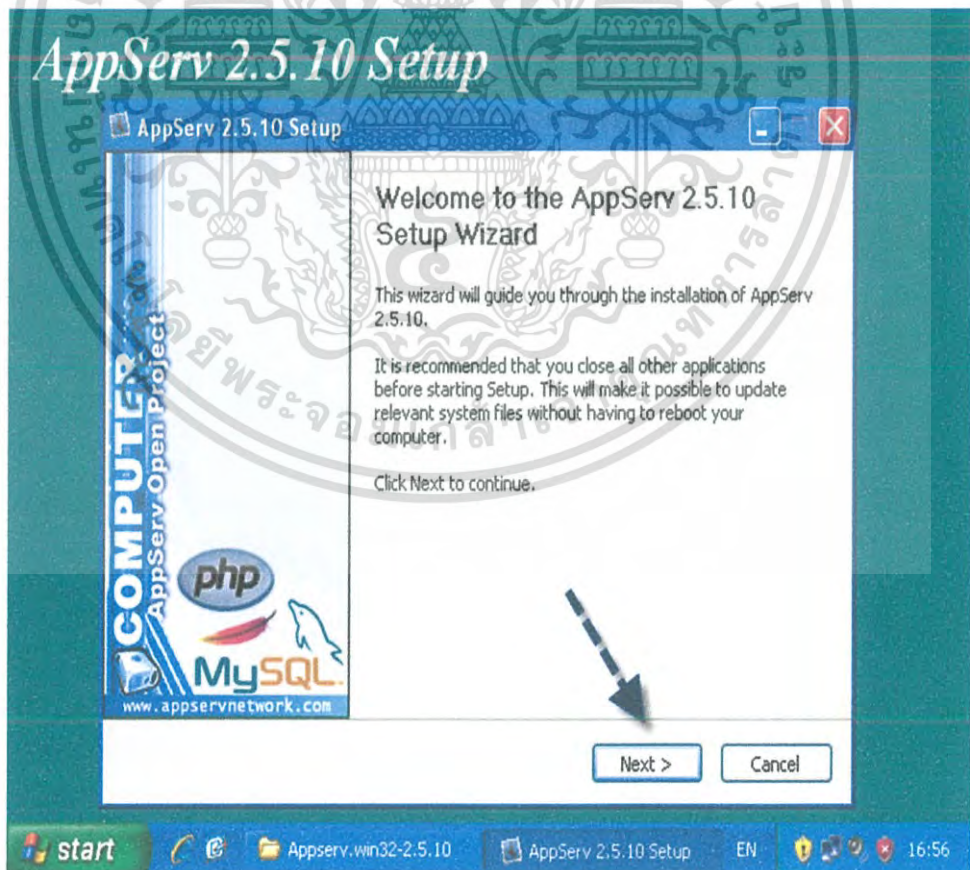 AppServ 2.5.10 Setup
AppServ 2.5.10 Setup
Welcome to the AppServ 2.5.10
Setup Wizard
This wizard will guide you through the installation of AppServ
2.5.10.
It is recommended that you close all other applications
before starting Setup. This will make it possible to update
relevant system files without having to reboot your
computer.
Click Next to continue.
COMPUTER
AppServ Open Project
php
MySQL
www.appservnetwork.com
Next >
Cancel
start
Appserv.win32-2.5.10
AppServ 2.5.10 Setup
EN
16:56